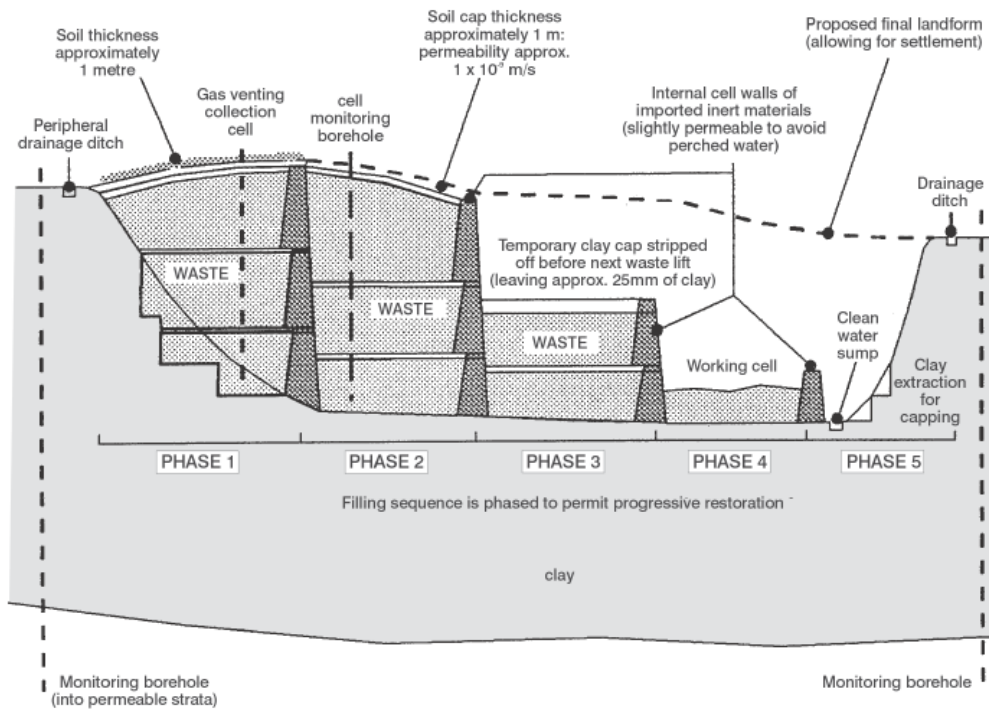 Soil thickness
approximately
1 metre
Soil cap thickness
approximately 1 m:
permeability approx.
1 x 10⁻⁹ m/s
Proposed final landform
(allowing for settlement)
Gas venting
collection
cell
cell
monitoring
borehole
Internal cell walls of
imported inert materials
(slightly permeable to avoid
perched water)
Peripheral
drainage ditch
Drainage
ditch
Temporary clay cap stripped
off before next waste lift
(leaving approx. 25mm of clay)
WASTE
WASTE
WASTE
Working cell
Clean
water
sump
Clay
extraction
for
capping
PHASE 1
PHASE 2
PHASE 3
PHASE 4
PHASE 5
Filling sequence is phased to permit progressive restoration
clay
Monitoring borehole
(into permeable strata)
Monitoring borehole